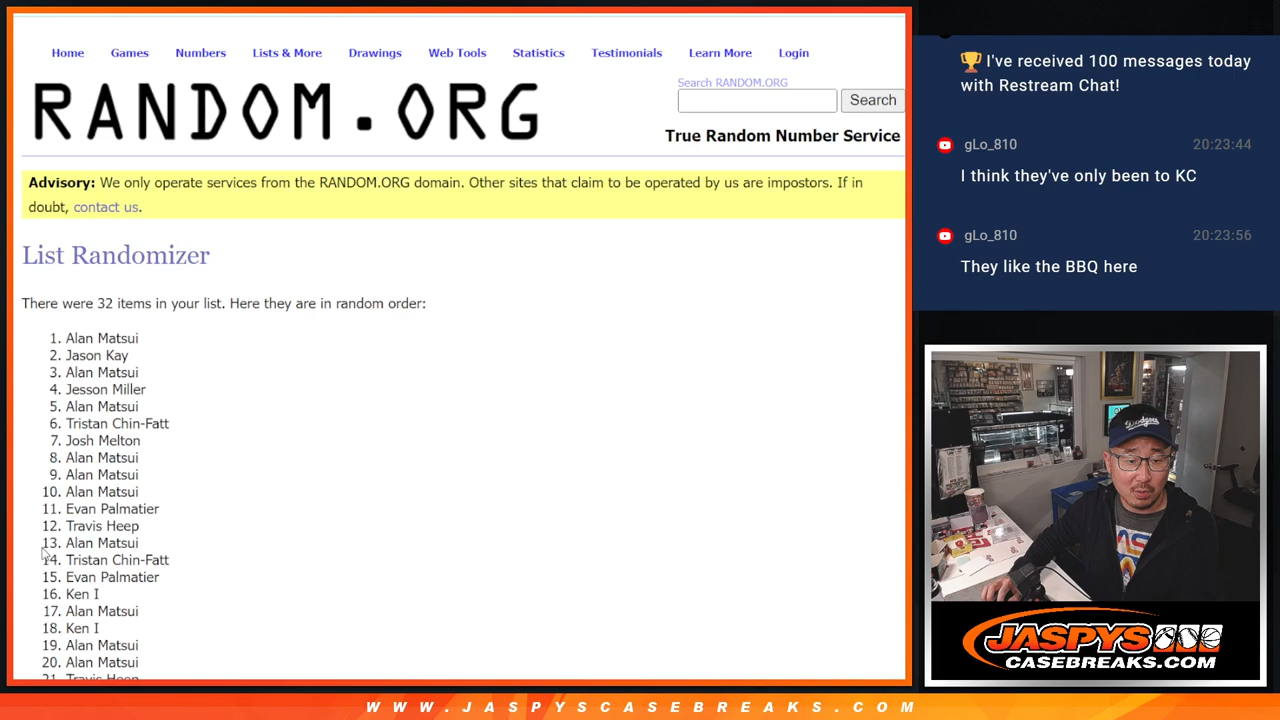 Home Games Numbers Lists & More Drawings Web Tools Statistics Testimonials Learn More Login
RANDOM.ORG
Search RANDOM.ORG
Search
True Random Number Service
Advisory: We only operate services from the RANDOM.ORG domain. Other sites that claim to be operated by us are impostors. If in
doubt, contact us.
List Randomizer
There were 32 items in your list. Here they are in random order:
1. Alan Matsui
2. Jason Kay
3. Alan Matsui
4. Jesson Miller
5. Alan Matsui
6. Tristan Chin-Fatt
7. Josh Melton
8. Alan Matsui
9. Alan Matsui
10. Alan Matsui
11. Evan Palmatier
12. Travis Heep
13. Alan Matsui
14. Tristan Chin-Fatt
15. Evan Palmatier
16. Ken I
17. Alan Matsui
18. Ken I
19. Alan Matsui
20. Alan Matsui
21. Travis Heep
🏆 I've received 100 messages today
with Restream Chat!
gLo_810 20:23:44
I think they've only been to KC
gLo_810 20:23:56
They like the BBQ here
Dodgers
JASPYS
CASEBREAKS.COM
WWW.JASPYSCASEBREAKS.COM